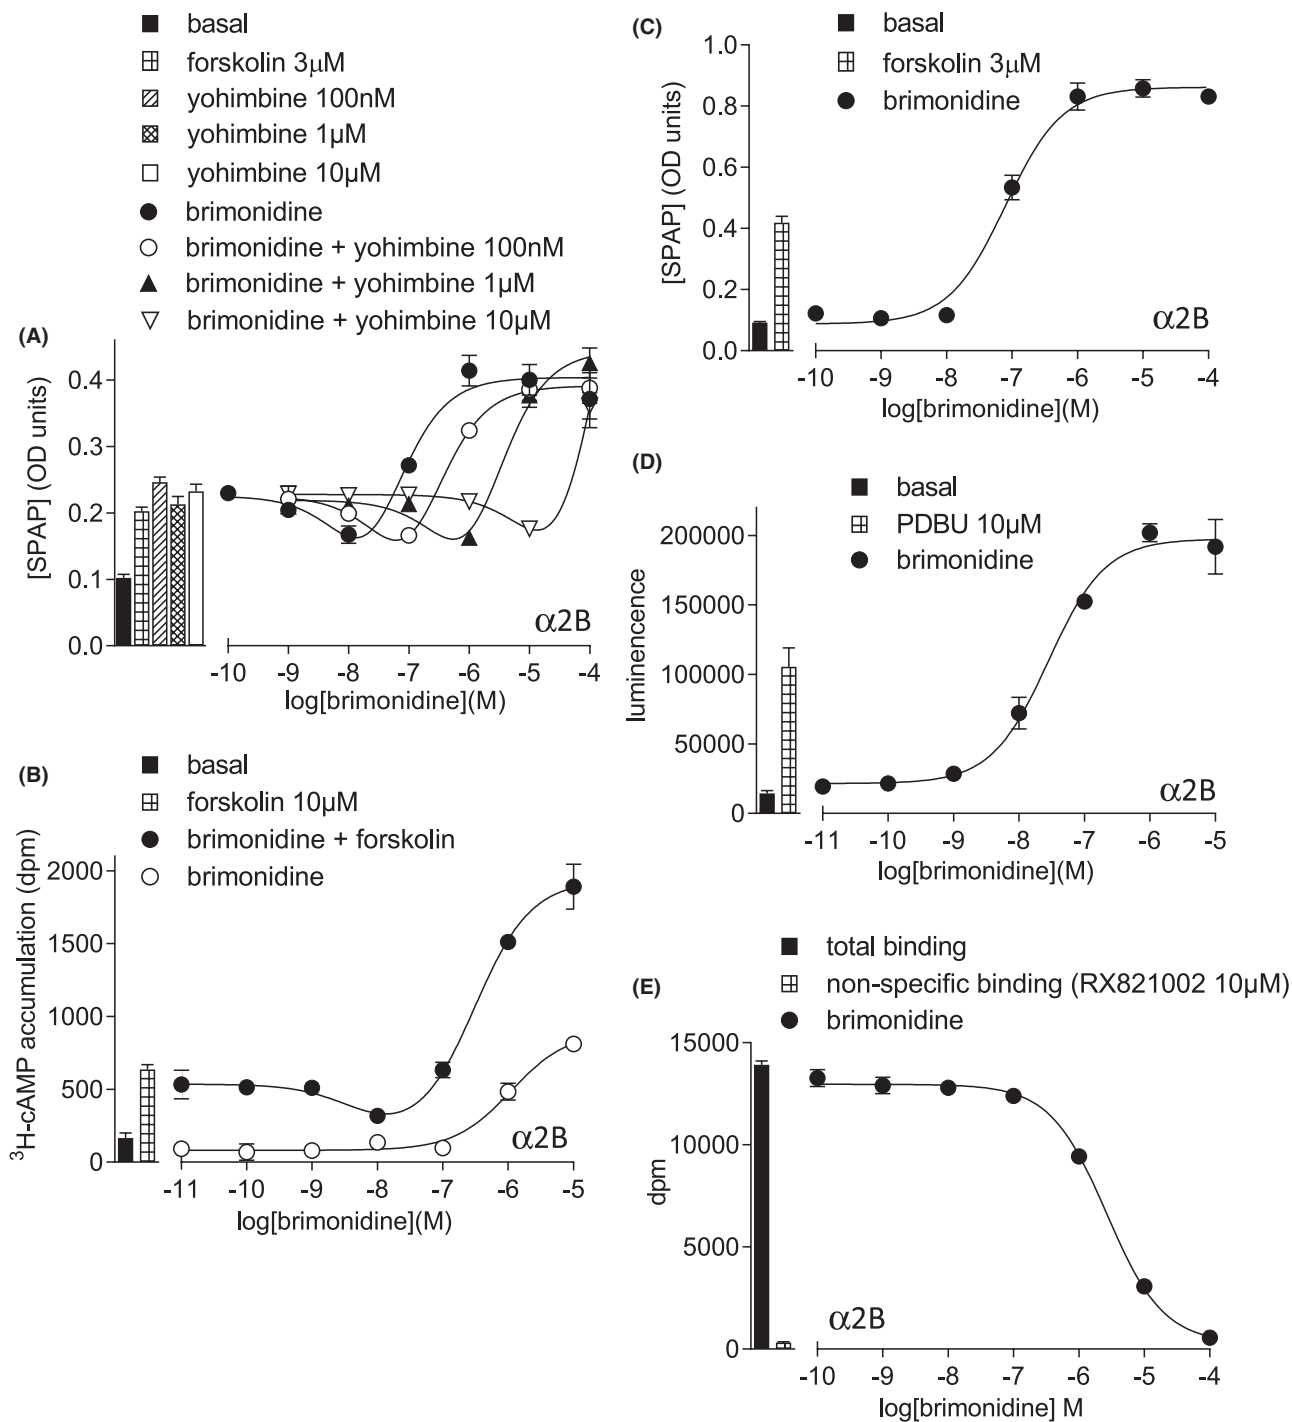 basal
forskolin 3μM
yohimbine 100nM
yohimbine 1μM
yohimbine 10μM
brimonidine
brimonidine + yohimbine 100nM
brimonidine + yohimbine 1μM
brimonidine + yohimbine 10μM
(A)
[SPAP] (OD units)
0.4
0.3
0.2
0.1
0.0
α2B
-10 -9 -8 -7 -6 -5 -4
log[brimonidine](M)
(B)
basal
forskolin 10μM
brimonidine + forskolin
brimonidine
³H-cAMP accumulation (dpm)
2000
1500
1000
500
0
α2B
-11 -10 -9 -8 -7 -6 -5
log[brimonidine](M)
(C)
basal
forskolin 3μM
brimonidine
[SPAP] (OD units)
1.0
0.8
0.6
0.4
0.2
0.0
α2B
-10 -9 -8 -7 -6 -5 -4
log[brimonidine](M)
(D)
basal
PDBU 10μM
brimonidine
luminence
200000
150000
100000
50000
0
α2B
-11 -10 -9 -8 -7 -6 -5
log[brimonidine](M)
(E)
total binding
non-specific binding (RX821002 10μM)
brimonidine
dpm
15000
10000
5000
0
α2B
-10 -9 -8 -7 -6 -5 -4
log[brimonidine] M